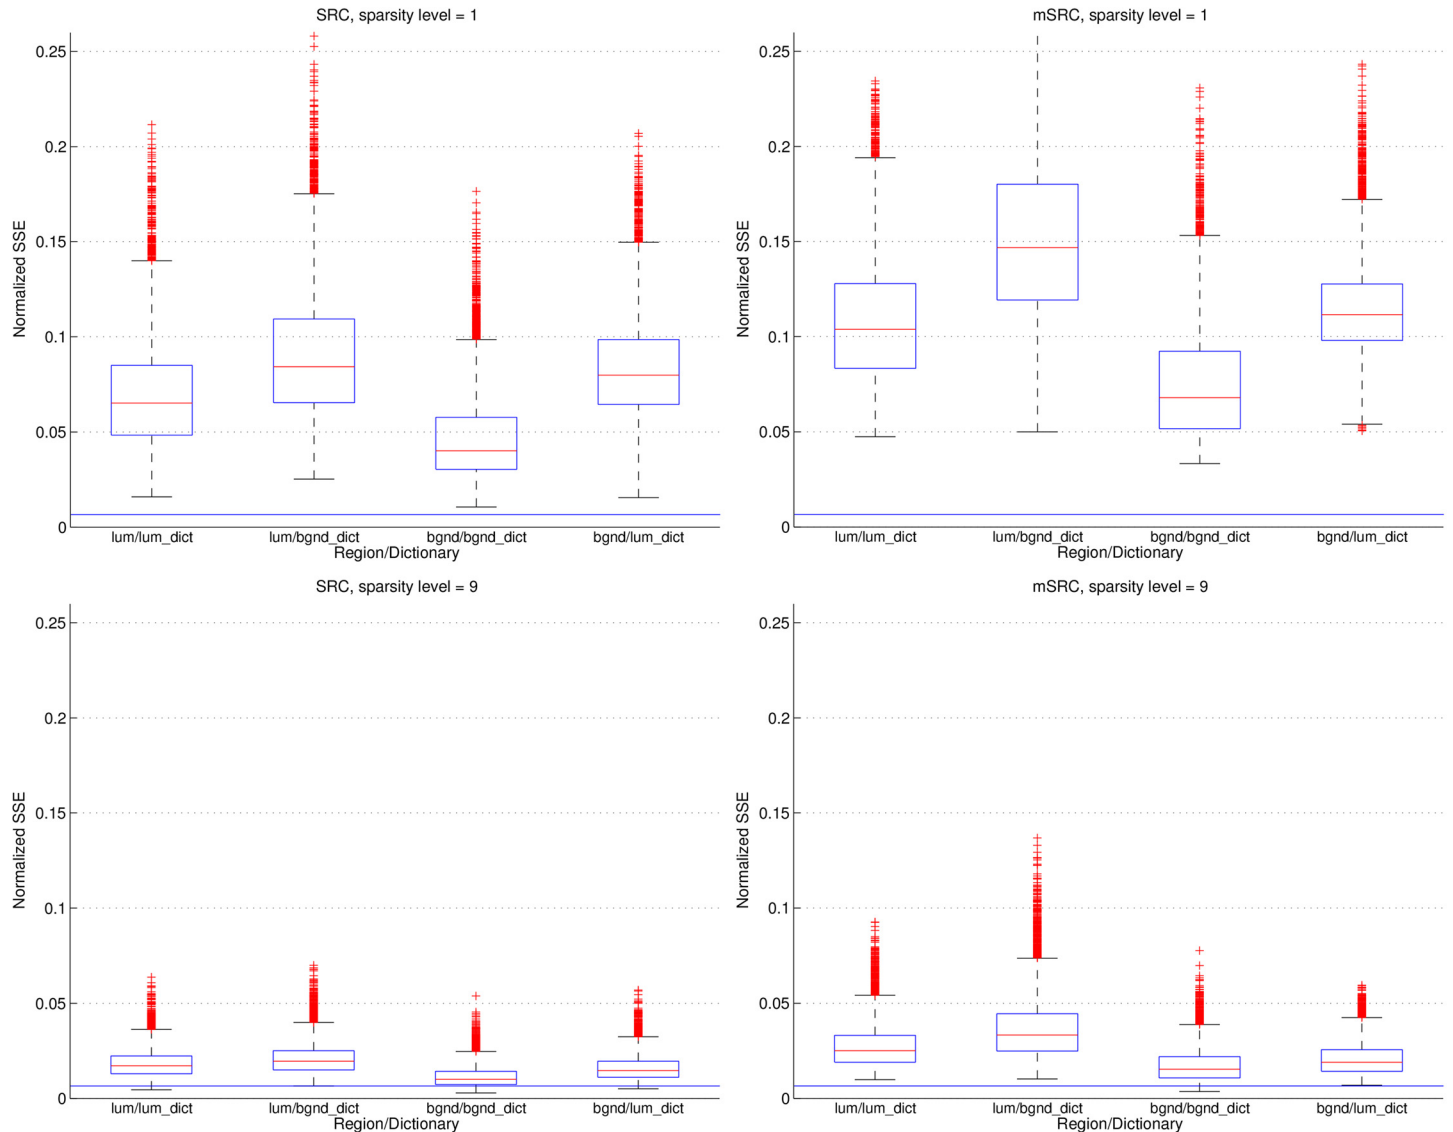 SRC, sparsity level = 1
Normalized SSE
0.25
0.2
0.15
0.1
0.05
0
lum/lum_dict lum/bgnd_dict bgnd/bgnd_dict bgnd/lum_dict
Region/Dictionary
mSRC, sparsity level = 1
Normalized SSE
0.25
0.2
0.15
0.1
0.05
0
lum/lum_dict lum/bgnd_dict bgnd/bgnd_dict bgnd/lum_dict
Region/Dictionary
SRC, sparsity level = 9
Normalized SSE
0.25
0.2
0.15
0.1
0.05
0
lum/lum_dict lum/bgnd_dict bgnd/bgnd_dict bgnd/lum_dict
Region/Dictionary
mSRC, sparsity level = 9
Normalized SSE
0.25
0.2
0.15
0.1
0.05
0
lum/lum_dict lum/bgnd_dict bgnd/bgnd_dict bgnd/lum_dict
Region/Dictionary